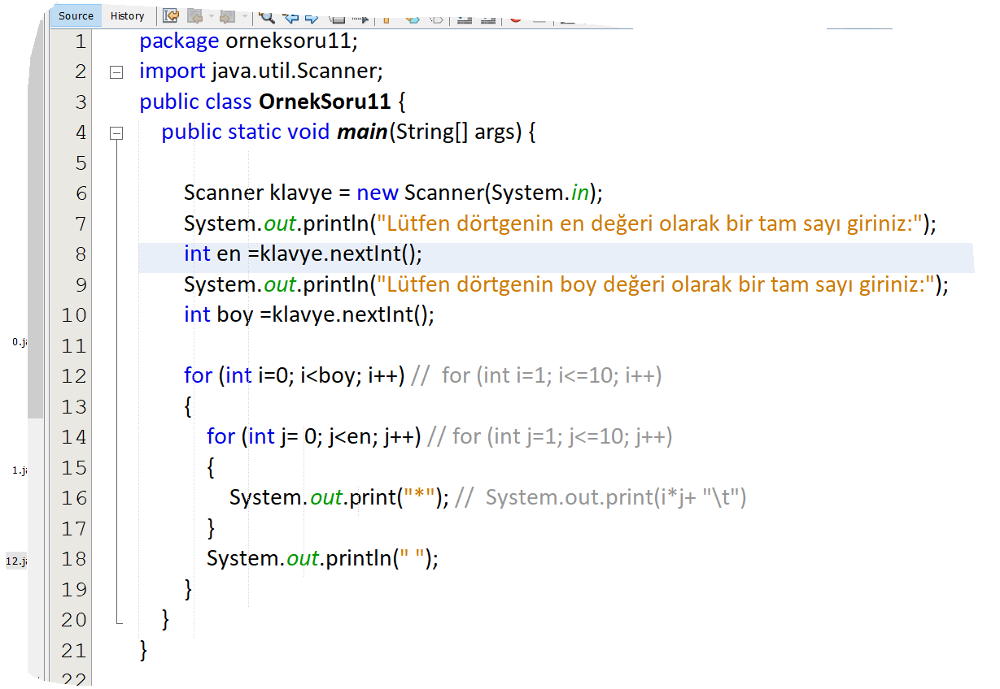 Source History
1 package orneksoru11;
2 import java.util.Scanner;
3 public class OrnekSoru11 {
4 public static void main(String[] args) {
5
6 Scanner klavye = new Scanner(System.in);
7 System.out.println("Lütfen dörtgenin en değeri olarak bir tam sayı giriniz:");
8 int en =klavye.nextInt();
9 System.out.println("Lütfen dörtgenin boy değeri olarak bir tam sayı giriniz:");
10 int boy =klavye.nextInt();
11
12 for (int i=0; i<boy; i++) // for (int i=1; i<=10; i++)
13 {
14 for (int j= 0; j<en; j++) // for (int j=1; j<=10; j++)
15 {
16 System.out.print("*"); // System.out.print(i*j+ "\t")
17 }
18 System.out.println(" ");
19 }
20 }
21 }
22
0.ja
1.ja
12.ja